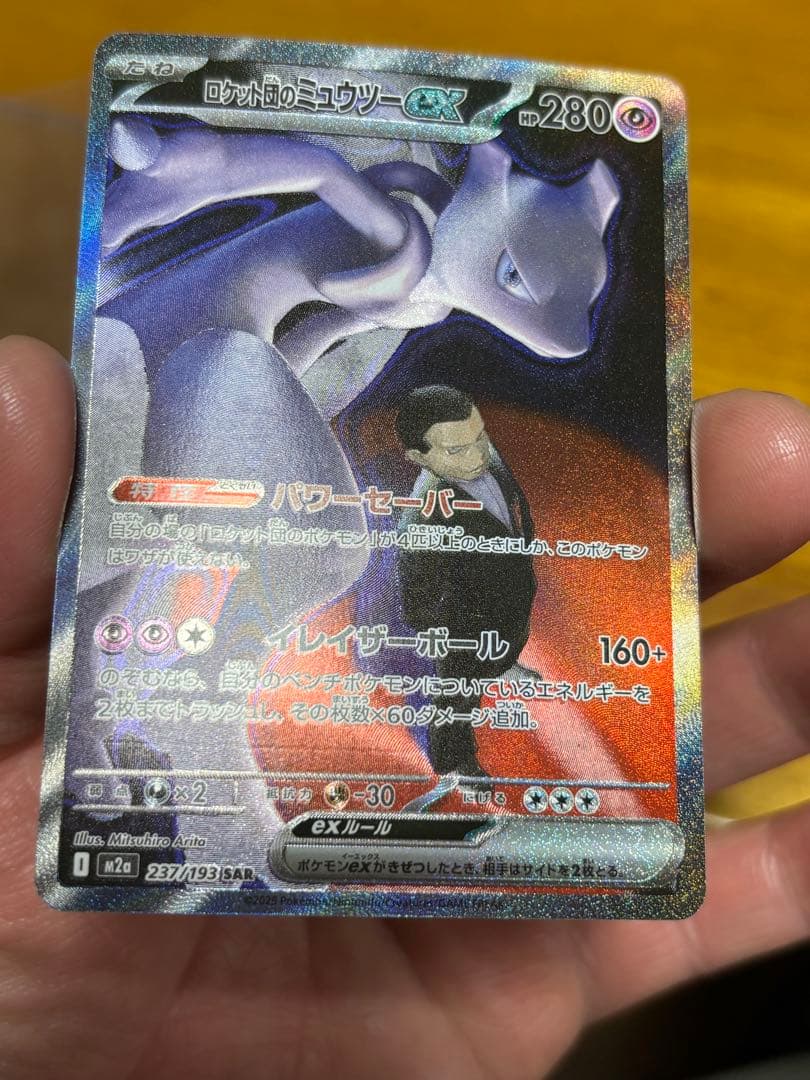 たね
ロケット団のミュウツーex
HP280
特性 パワーセーバー
自分の場の「ロケット団のポケモン」が4匹以上のときにしか、このポケモン
はワザが使えない。
イレイザーボール 160+
のぞむなら、自分のベンチポケモンについているエネルギーを
2枚までトラッシュし、その枚数×60ダメージ追加。
弱点 ×2 抵抗力 -30 にげる
Illus. Mitsuhiro Arita
exルール
ポケモンexがきぜつしたとき、相手はサイドを2枚とる。
I M2a 237/193 SAR
©2025 Pokémon/Nintendo/Creatures/GAME FREAK